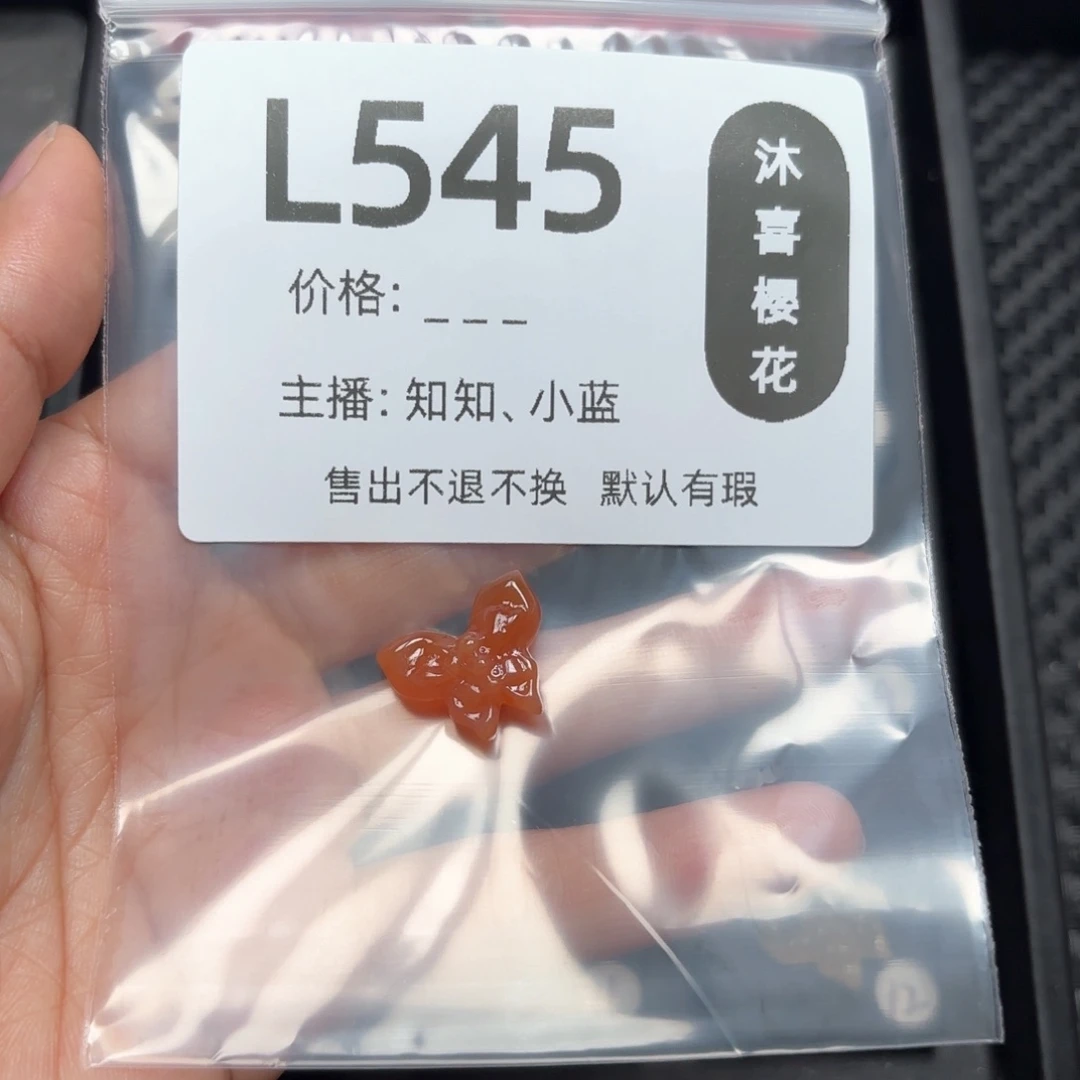 L545
沐喜樱花
价格: _ _ _
主播: 知知、小蓝
售出不退不换 默认有瑕